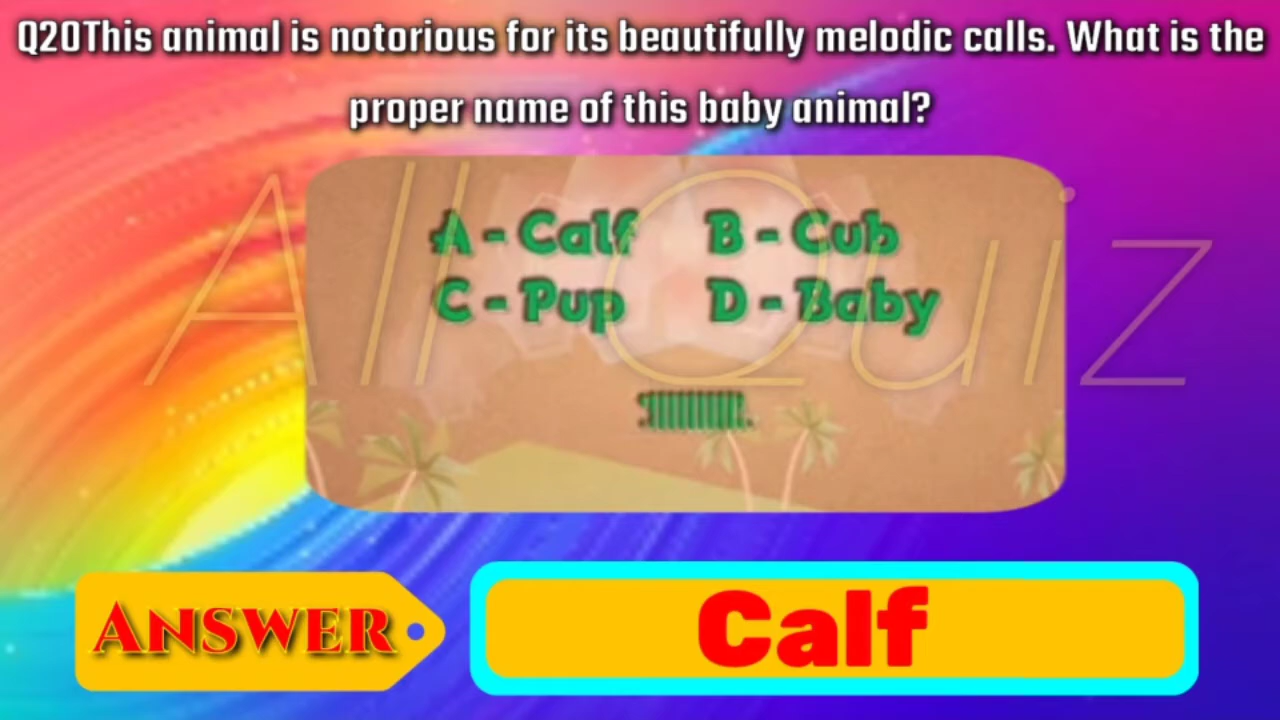 Q20This animal is notorious for its beautifully melodic calls. What is the
proper name of this baby animal?
All Quiz
A - Calf B - Cub
C - Pup D - Baby
ANSWER
Calf